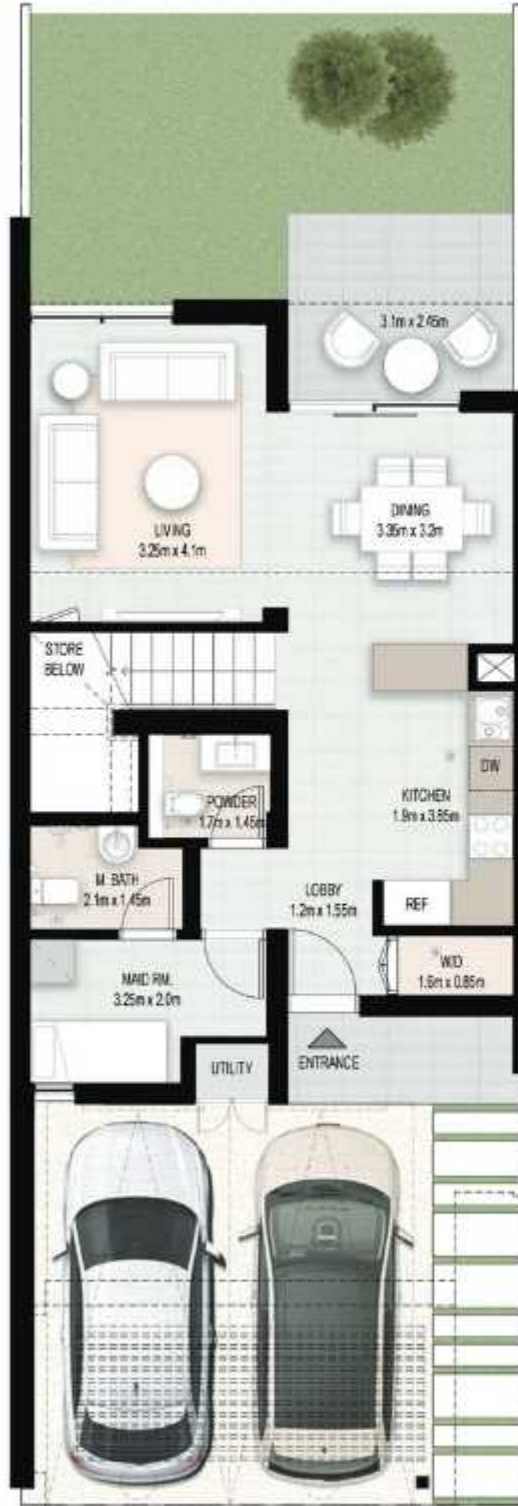 3.1m x 2.45m
LIVING
3.25m x 4.1m
DINING
3.35m x 3.2m
STORE
BELOW
DW
POWDER
1.7m x 1.45m
KITCHEN
1.9m x 3.85m
M. BATH
2.1m x 1.45m
LOBBY
1.2m x 1.55m
REF
MAID RM.
3.25m x 2.0m
W/D
1.6m x 0.85m
UTILITY
ENTRANCE